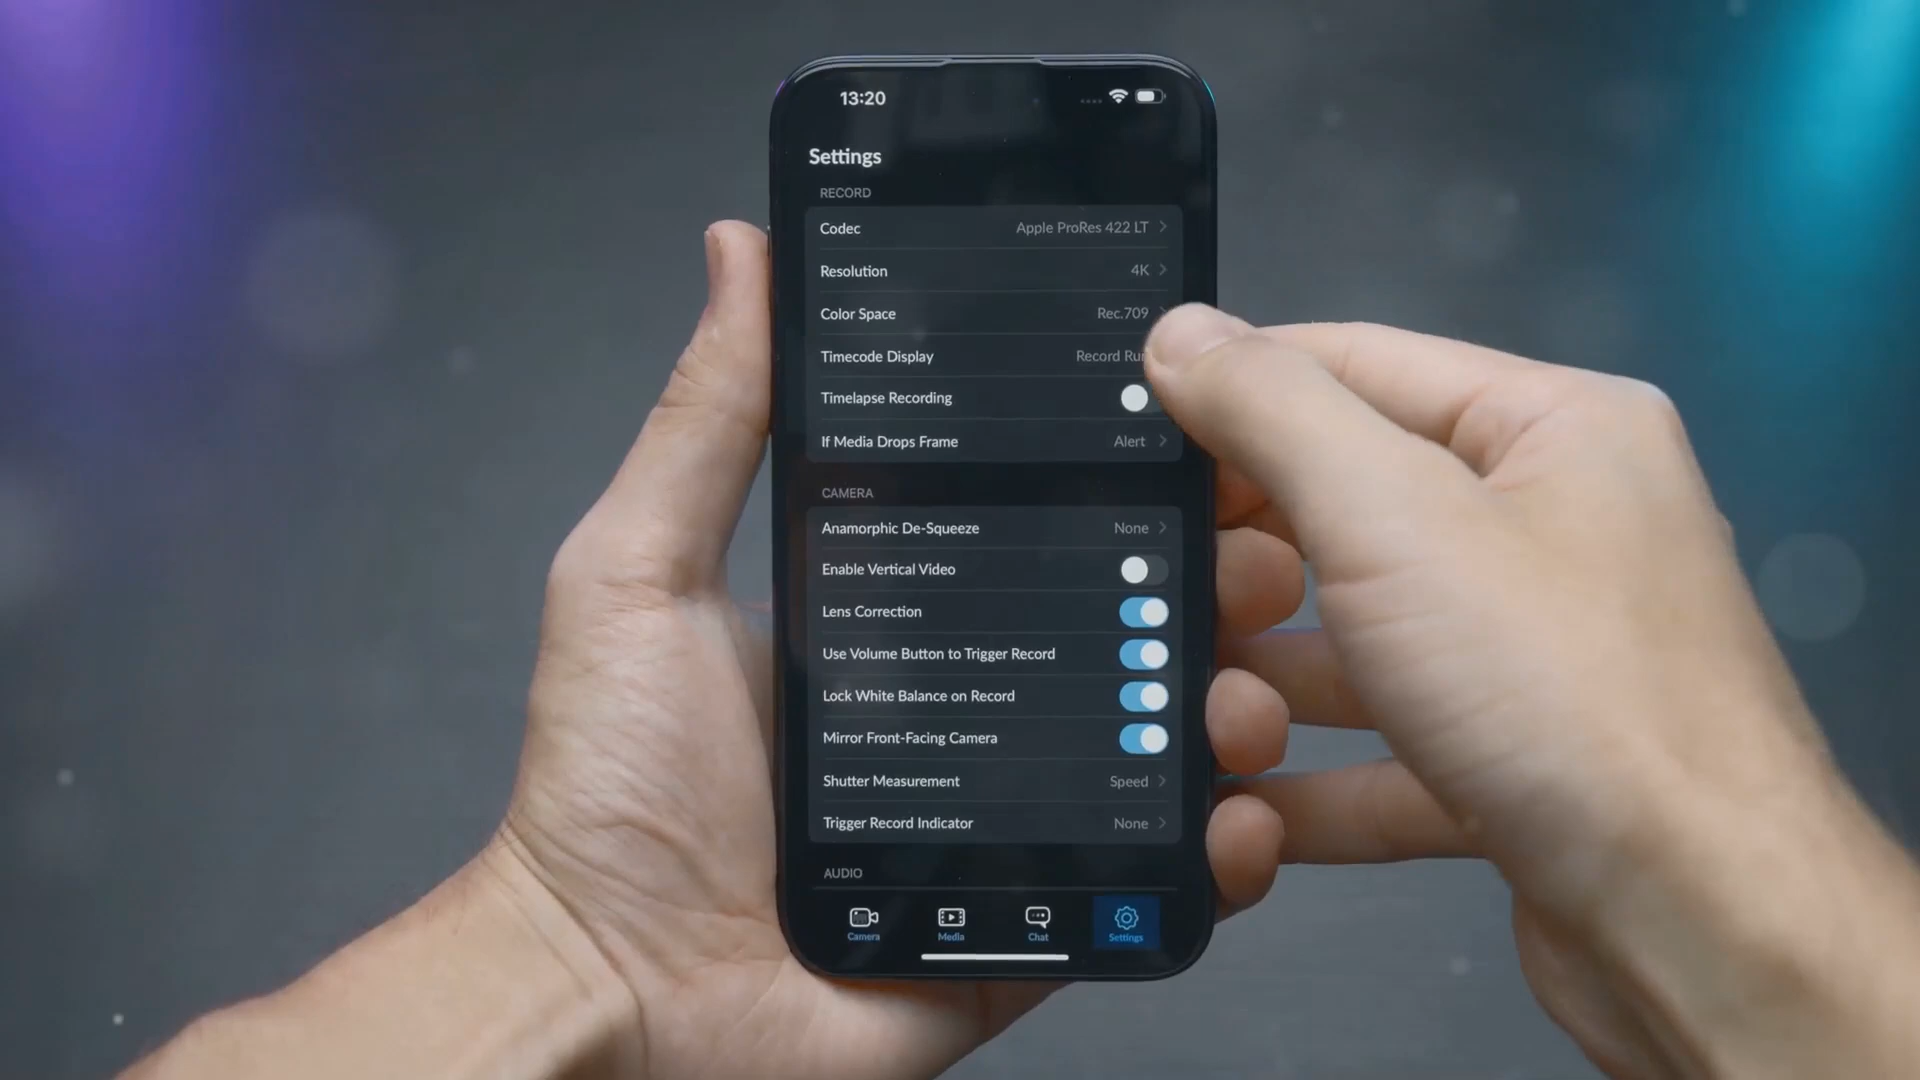 13:20
Settings
RECORD
Codec Apple ProRes 422 LT
Resolution 4K
Color Space Rec.709
Timecode Display Record Run
Timelapse Recording
If Media Drops Frame Alert
CAMERA
Anamorphic De-Squeeze None
Enable Vertical Video
Lens Correction
Use Volume Button to Trigger Record
Lock White Balance on Record
Mirror Front-Facing Camera
Shutter Measurement Speed
Trigger Record Indicator None
AUDIO
Camera Media Chat Settings